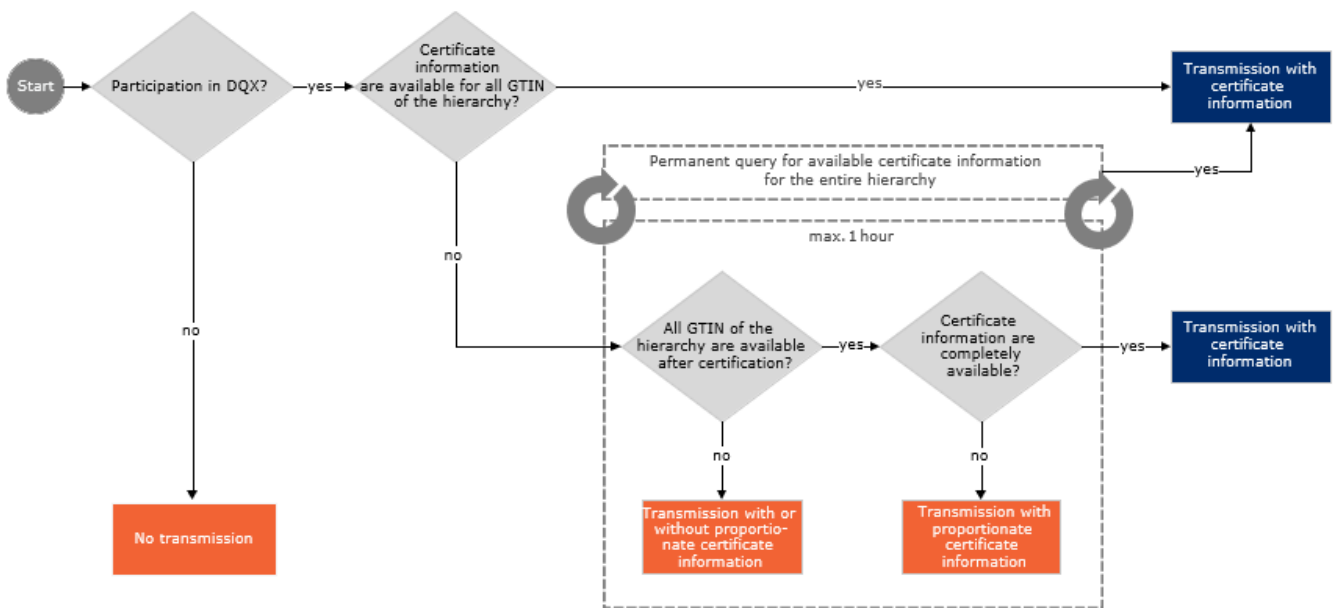 Start
Participation in DQX?
yes
Certificate
information
are available for all GTIN
of the hierarchy?
yes
Transmission with
certificate
information
Permanent query for available certificate information
for the entire hierarchy
yes
max. 1 hour
no
no
All GTIN of the
hierarchy are available
after certification?
yes
Certificate
information are
completely
available?
yes
Transmission with
certificate
information
no
no
No transmission
Transmission with or
without proportio-
nate certificate
information
Transmission with
proportionate
certificate
information